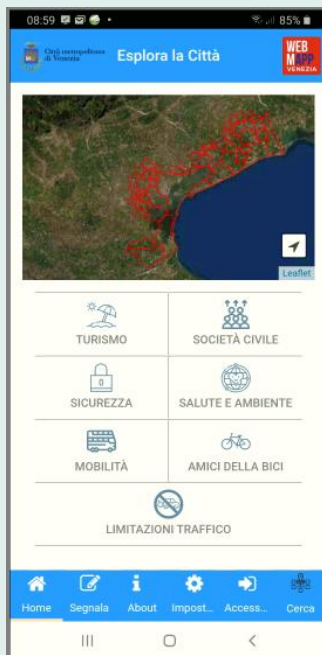 08:59
85%
Città metropolitana
di Venezia
Esplora la Città
WEB
MAPP
VENEZIA
Leaflet
TURISMO
SOCIETÀ CIVILE
SICUREZZA
SALUTE E AMBIENTE
MOBILITÀ
AMICI DELLA BICI
LIMITAZIONI TRAFFICO
Home Segnala About Impost... Access... Cerca